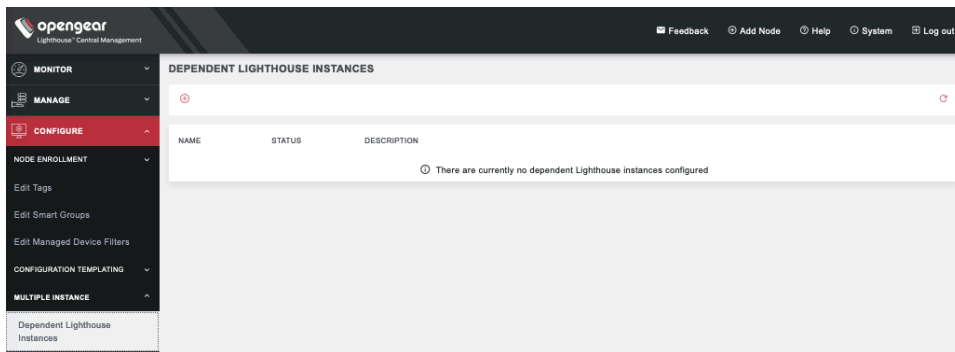 opengear
Lighthouse™ Central Management
Feedback
Add Node
Help
System
Log out
MONITOR
MANAGE
CONFIGURE
NODE ENROLLMENT
Edit Tags
Edit Smart Groups
Edit Managed Device Filters
CONFIGURATION TEMPLATING
MULTIPLE INSTANCE
Dependent Lighthouse
Instances
DEPENDENT LIGHTHOUSE INSTANCES
NAME STATUS DESCRIPTION
There are currently no dependent Lighthouse instances configured